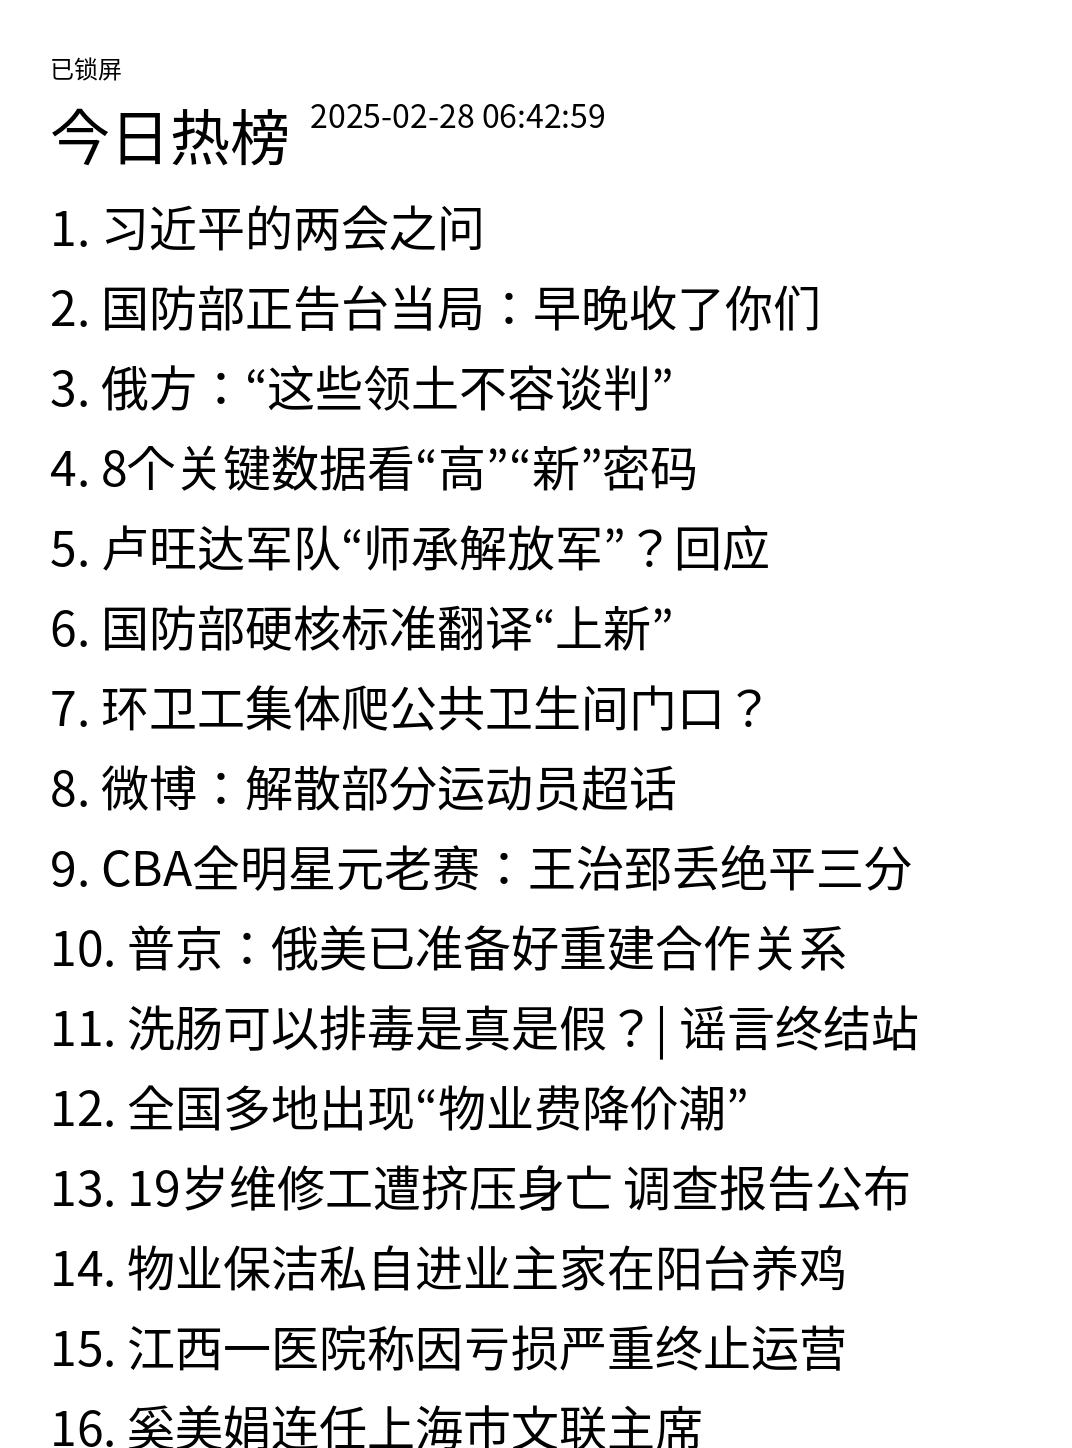 已锁屏
今日热榜 2025-02-28 06:42:59
1. 习近平的两会之问
2. 国防部正告台当局：早晚收了你们
3. 俄方：“这些领土不容谈判”
4. 8个关键数据看“高”“新”密码
5. 卢旺达军队“师承解放军”？回应
6. 国防部硬核标准翻译“上新”
7. 环卫工集体爬公共卫生间门口？
8. 微博：解散部分运动员超话
9. CBA全明星元老赛：王治郅丢绝平三分
10. 普京：俄美已准备好重建合作关系
11. 洗肠可以排毒是真是假？| 谣言终结站
12. 全国多地出现“物业费降价潮”
13. 19岁维修工遭挤压身亡 调查报告公布
14. 物业保洁私自进业主家在阳台养鸡
15. 江西一医院称因亏损严重终止运营
16. 奚美娟连任上海市文联主席